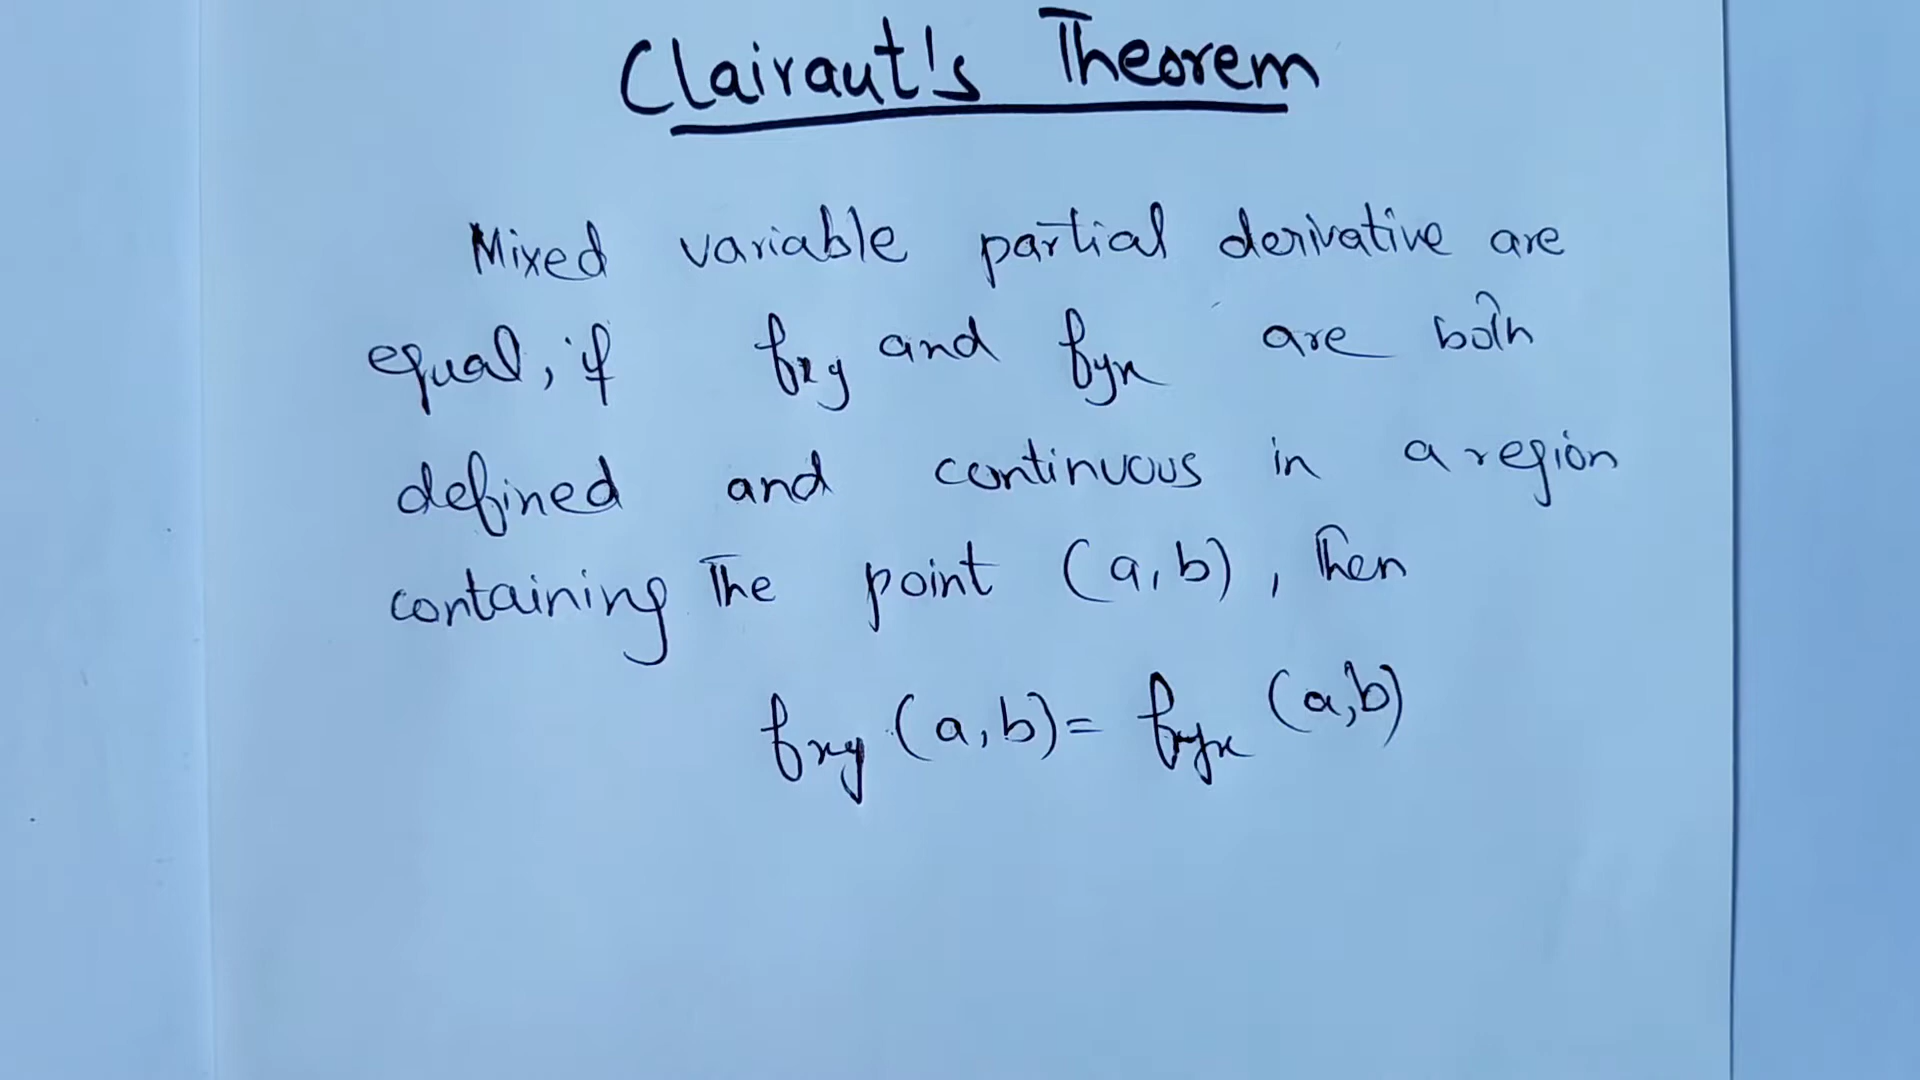 Clairaut's Theorem
Mixed variable partial derivative are
equal, if fxy and fyx are both
defined and continuous in a region
containing The point (a, b), Then
fxy (a, b) = fyx (a, b)